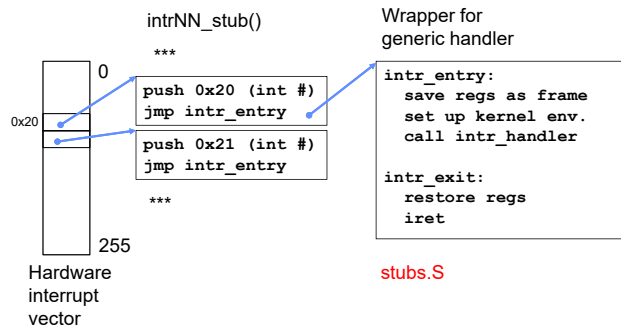 intrNN_stub()
Wrapper for
generic handler
***
0
0x20
push 0x20 (int #)
jmp intr_entry
push 0x21 (int #)
jmp intr_entry
***
255
Hardware
interrupt
vector
intr_entry:
save regs as frame
set up kernel env.
call intr_handler
intr_exit:
restore regs
iret
stubs.S